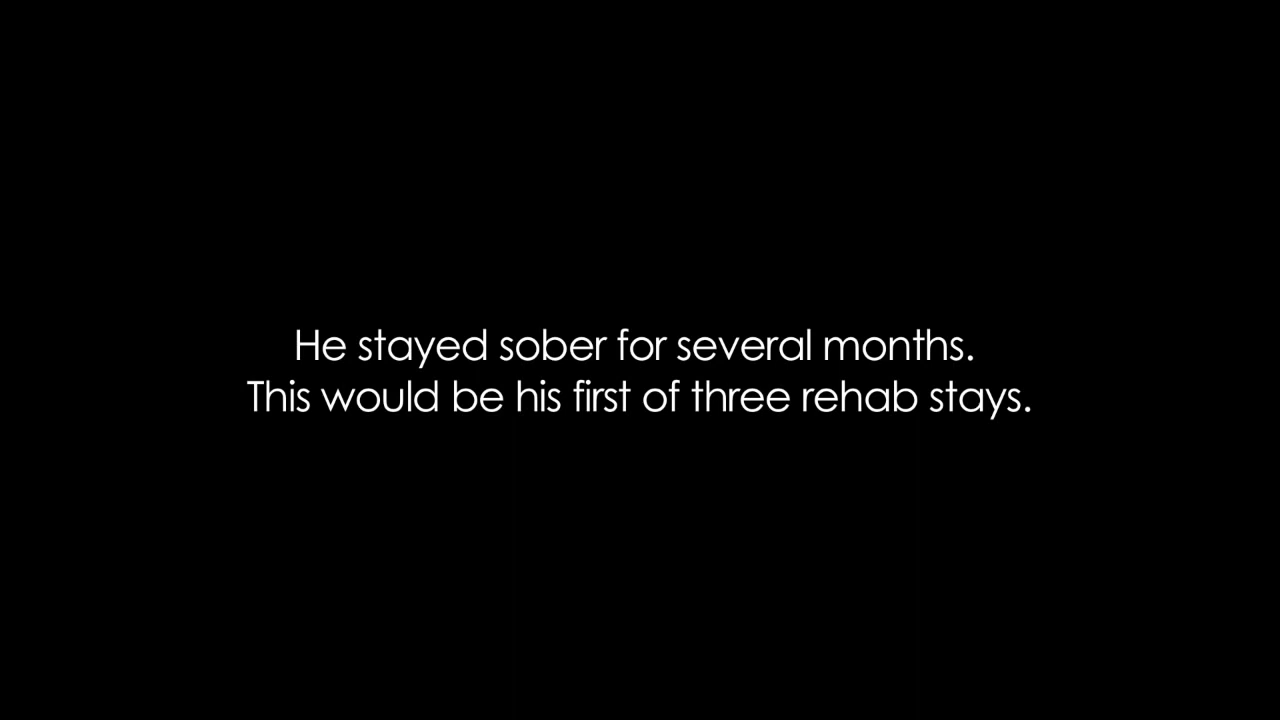 He stayed sober for several months.
This would be his first of three rehab stays.